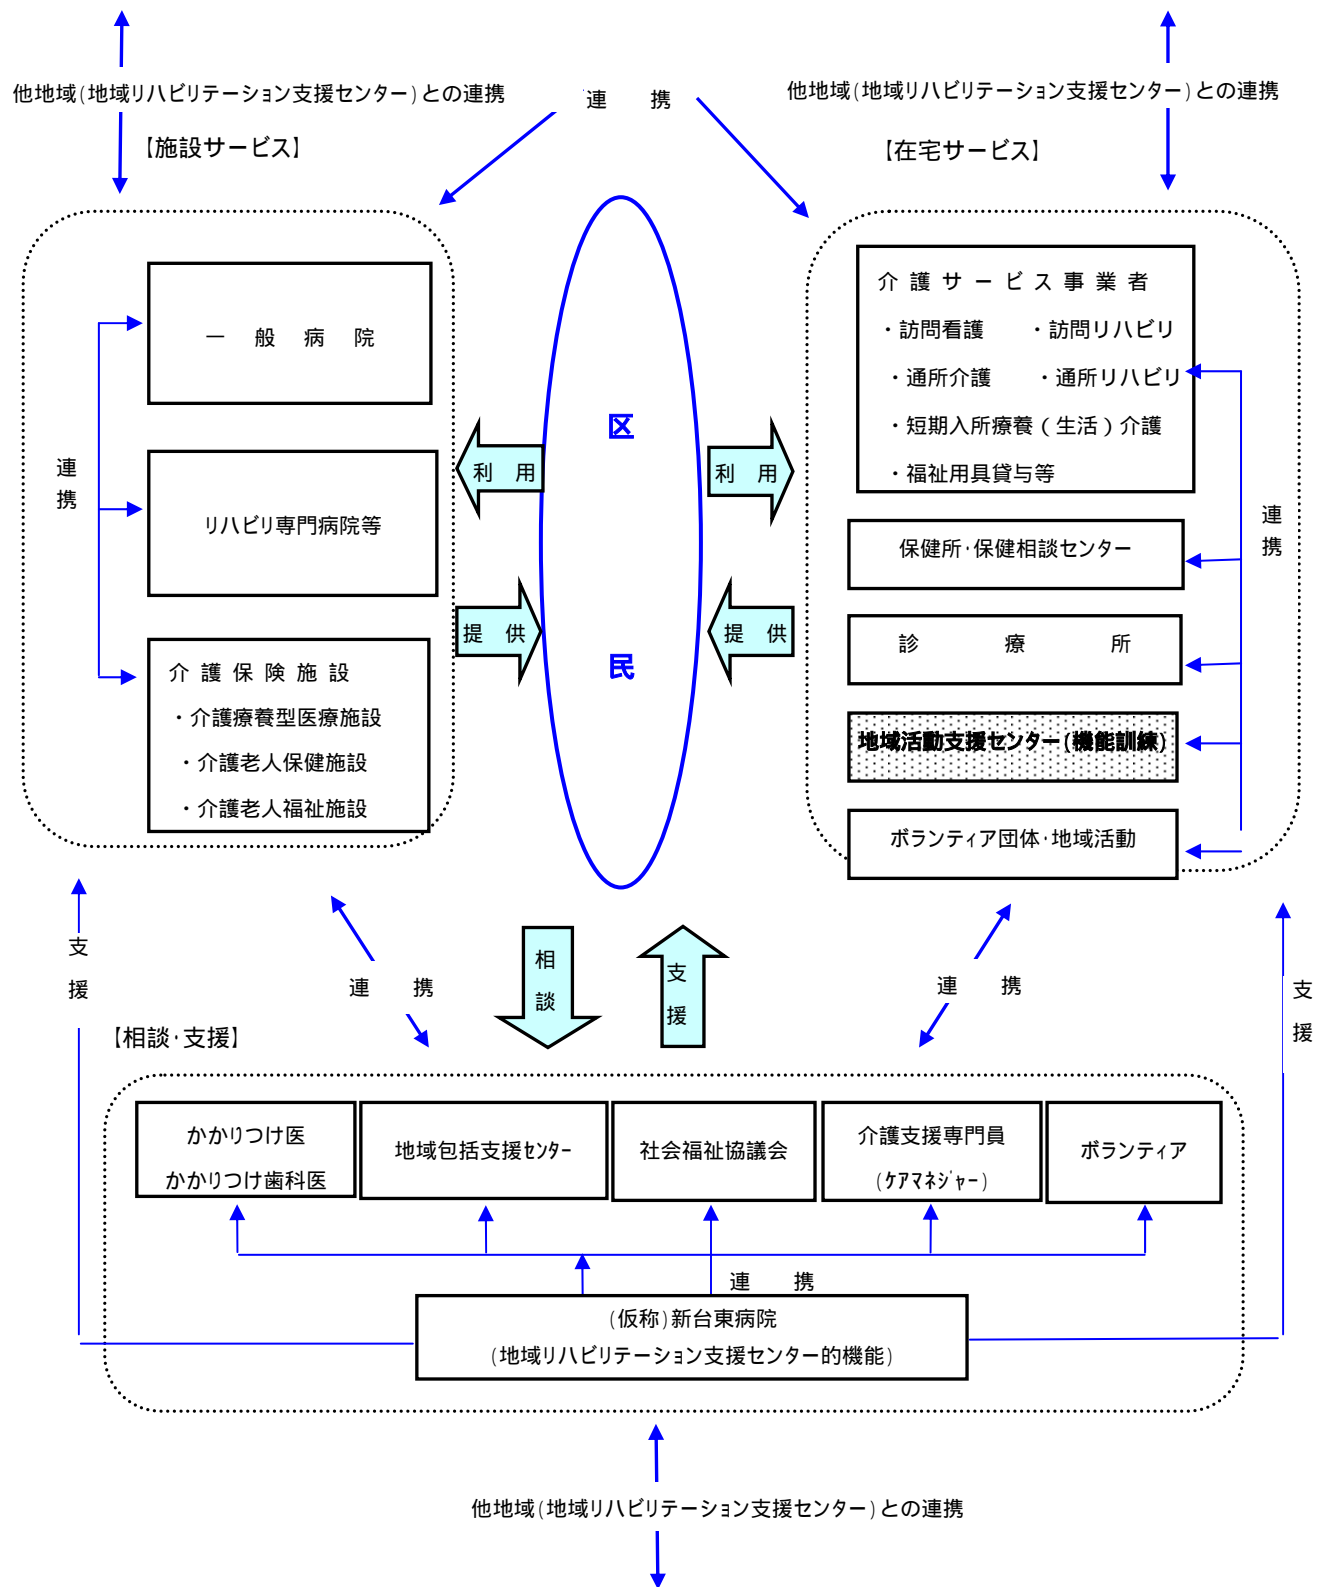 他地域(地域リハビリテーション支援センター)との連携
連　携
他地域(地域リハビリテーション支援センター)との連携
【施設サービス】
【在宅サービス】
一般病院
リハビリ専門病院等
介護保険施設
・介護療養型医療施設
・介護老人保健施設
・介護老人福祉施設
連携
区民
利用
提供
利用
提供
介護サービス事業者
・訪問看護　・訪問リハビリ
・通所介護　・通所リハビリ
・短期入所療養（生活）介護
・福祉用具貸与等
保健所・保健相談センター
診療所
地域活動支援センター(機能訓練)
ボランティア団体・地域活動
連携
支援
連　携
相談
支援
連　携
支援
【相談・支援】
かかりつけ医
かかりつけ歯科医
地域包括支援ｾﾝﾀｰ
社会福祉協議会
介護支援専門員
(ｹｱﾏﾈｼﾞｬｰ)
ボランティア
連　携
(仮称)新台東病院
(地域リハビリテーション支援センター的機能)
他地域(地域リハビリテーション支援センター)との連携